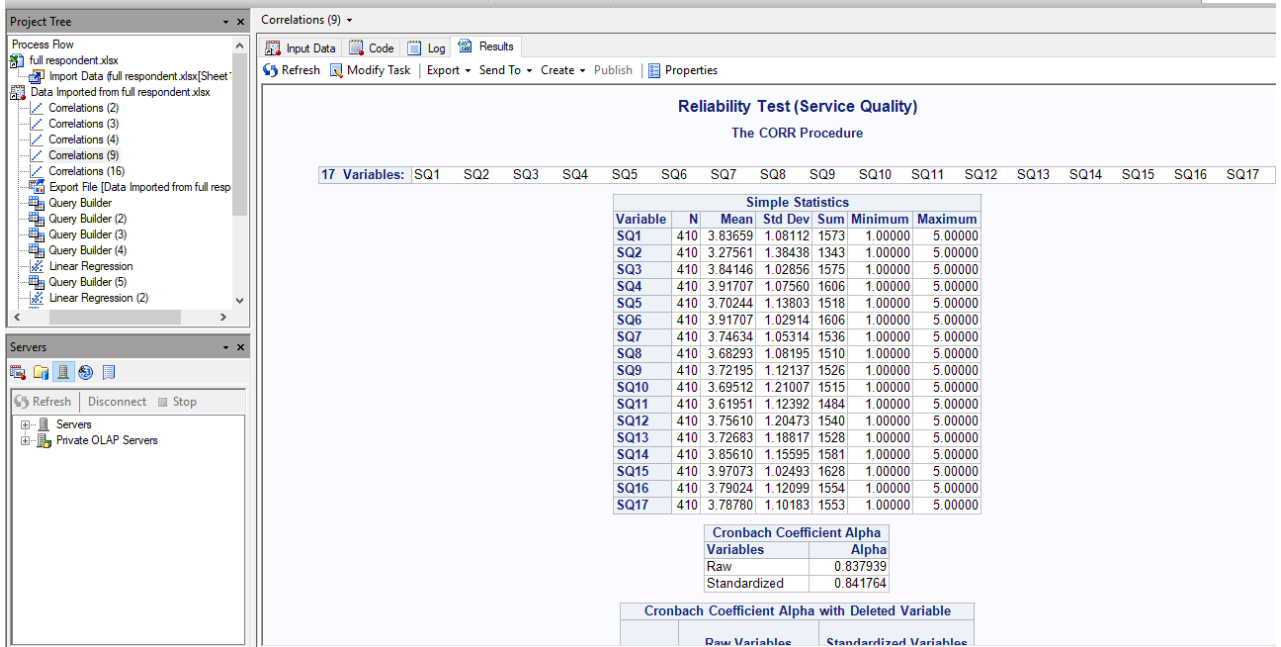 Project Tree
Process Flow
full respondent.xlsx
Import Data (full respondent.xlsx[Sheet
Data Imported from full respondent.xlsx
Correlations (2)
Correlations (3)
Correlations (4)
Correlations (9)
Correlations (16)
Export File [Data Imported from full resp
Query Builder
Query Builder (2)
Query Builder (3)
Query Builder (4)
Linear Regression
Query Builder (5)
Linear Regression (2)
Servers
Refresh Disconnect Stop
Servers
Private OLAP Servers
Correlations (9)
Input Data Code Log Results
Refresh Modify Task Export Send To Create Publish Properties
Reliability Test (Service Quality)
The CORR Procedure
17 Variables: SQ1 SQ2 SQ3 SQ4 SQ5 SQ6 SQ7 SQ8 SQ9 SQ10 SQ11 SQ12 SQ13 SQ14 SQ15 SQ16 SQ17
Simple Statistics
Variable N Mean Std Dev Sum Minimum Maximum
SQ1 410 3.83659 1.08112 1573 1.00000 5.00000
SQ2 410 3.27561 1.38438 1343 1.00000 5.00000
SQ3 410 3.84146 1.02856 1575 1.00000 5.00000
SQ4 410 3.91707 1.07560 1606 1.00000 5.00000
SQ5 410 3.70244 1.13803 1518 1.00000 5.00000
SQ6 410 3.91707 1.02914 1606 1.00000 5.00000
SQ7 410 3.74634 1.05314 1536 1.00000 5.00000
SQ8 410 3.68293 1.08195 1510 1.00000 5.00000
SQ9 410 3.72195 1.12137 1526 1.00000 5.00000
SQ10 410 3.69512 1.21007 1515 1.00000 5.00000
SQ11 410 3.61951 1.12392 1484 1.00000 5.00000
SQ12 410 3.75610 1.20473 1540 1.00000 5.00000
SQ13 410 3.72683 1.18817 1528 1.00000 5.00000
SQ14 410 3.85610 1.15595 1581 1.00000 5.00000
SQ15 410 3.97073 1.02493 1628 1.00000 5.00000
SQ16 410 3.79024 1.12099 1554 1.00000 5.00000
SQ17 410 3.78780 1.10183 1553 1.00000 5.00000
Cronbach Coefficient Alpha
Variables Alpha
Raw 0.837939
Standardized 0.841764
Cronbach Coefficient Alpha with Deleted Variable
Raw Variables Standardized Variables